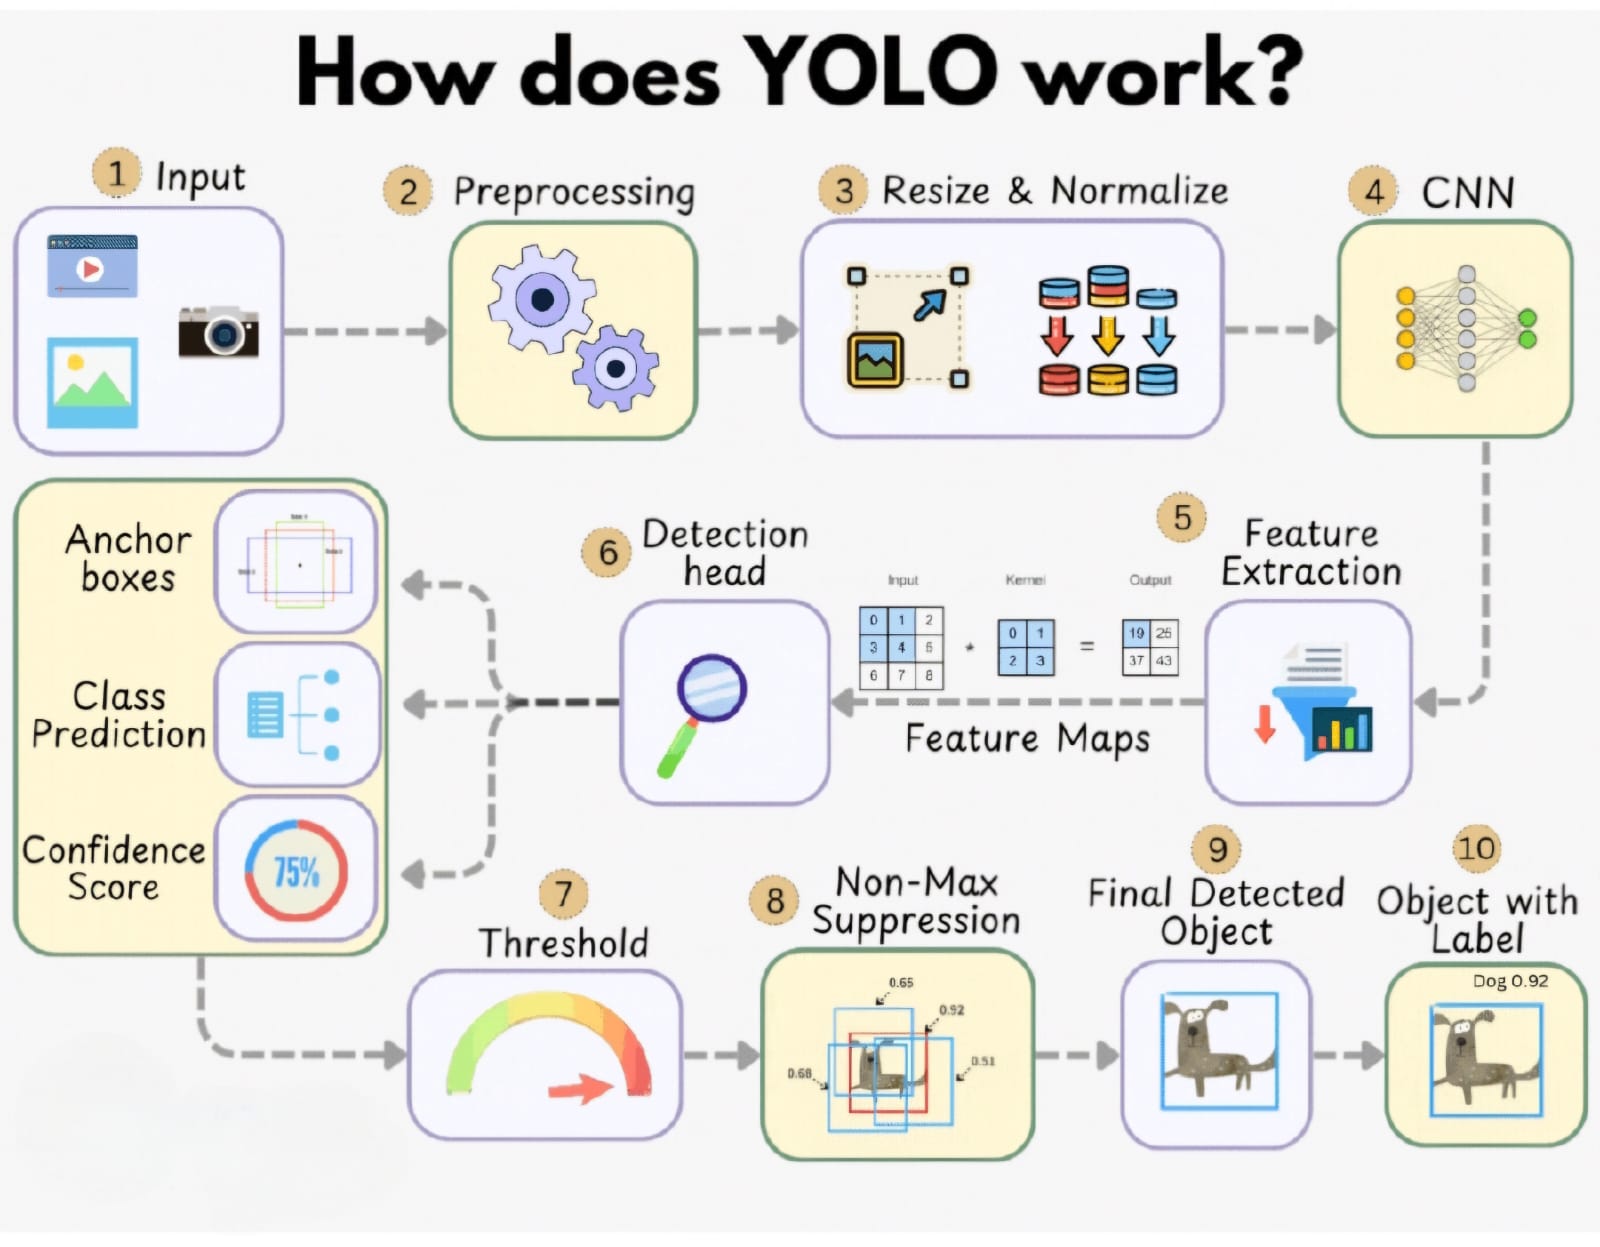 How does YOLO work?
1 Input
2 Preprocessing
3 Resize & Normalize
4 CNN
5 Feature
Extraction
Input Kernel Output
0 1 2
3 4 5
6 7 8
*
0 1
2 3
=
19 25
37 43
Feature Maps
6 Detection
head
Anchor
boxes
Class
Prediction
Confidence
Score
75%
7
Threshold
8 Non-Max
Suppression
0.65
0.92
0.68
0.51
9
Final Detected
Object
10
Object with
Label
Dog 0.92